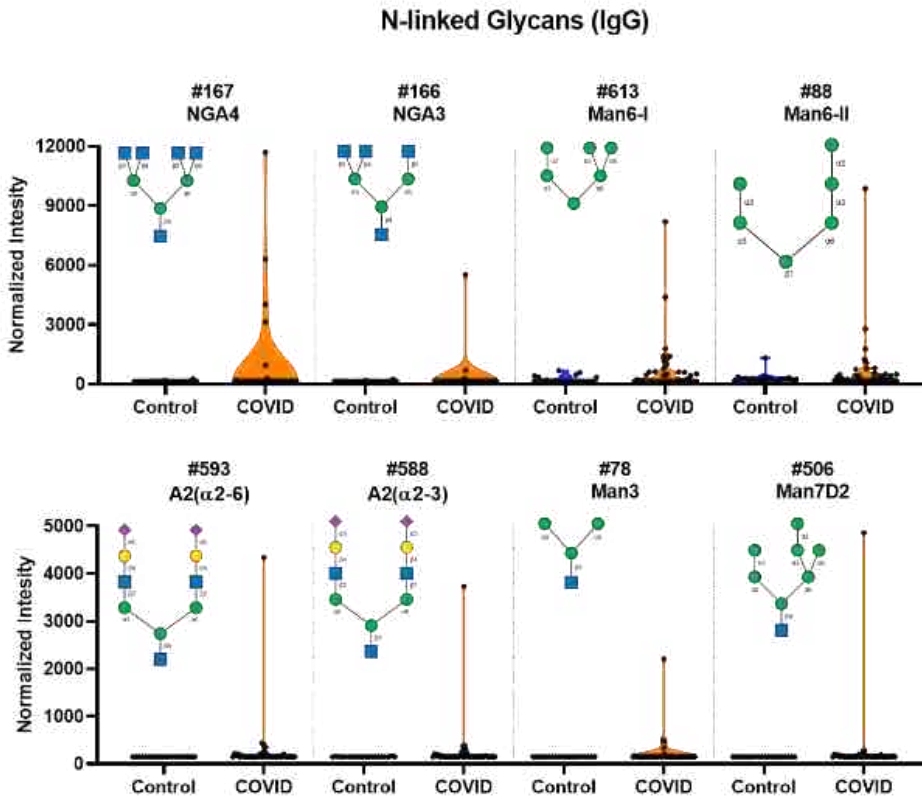 N-linked Glycans (IgG)
#167 #166 #613 #88
NGA4 NGA3 Man6-I Man6-II
Normalized Intesity
12000
9000
6000
3000
0
Control COVID Control COVID Control COVID Control COVID
#593 #588 #78 #506
A2(α2-6) A2(α2-3) Man3 Man7D2
Normalized Intesity
5000
4000
3000
2000
1000
0
Control COVID Control COVID Control COVID Control COVID